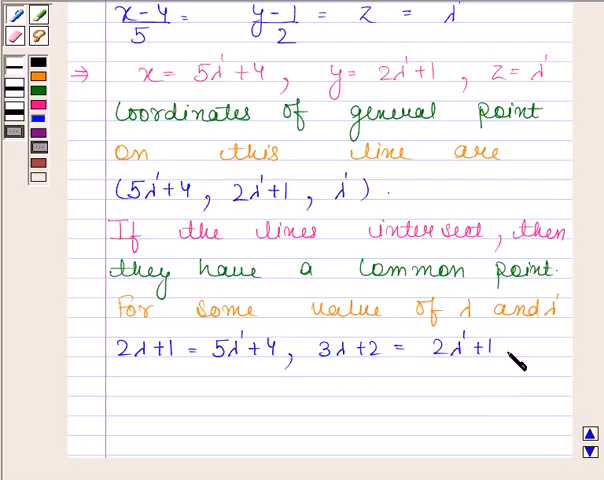 x-4/5 = y-1/2 = z = λ'
⇒ x = 5λ'+4, y = 2λ'+1, z = λ'
Coordinates of general point
on this line are
(5λ'+4, 2λ'+1, λ').
If the lines intersect, then
they have a common point.
For some value of λ and λ'
2λ+1 = 5λ'+4, 3λ+2 = 2λ'+1